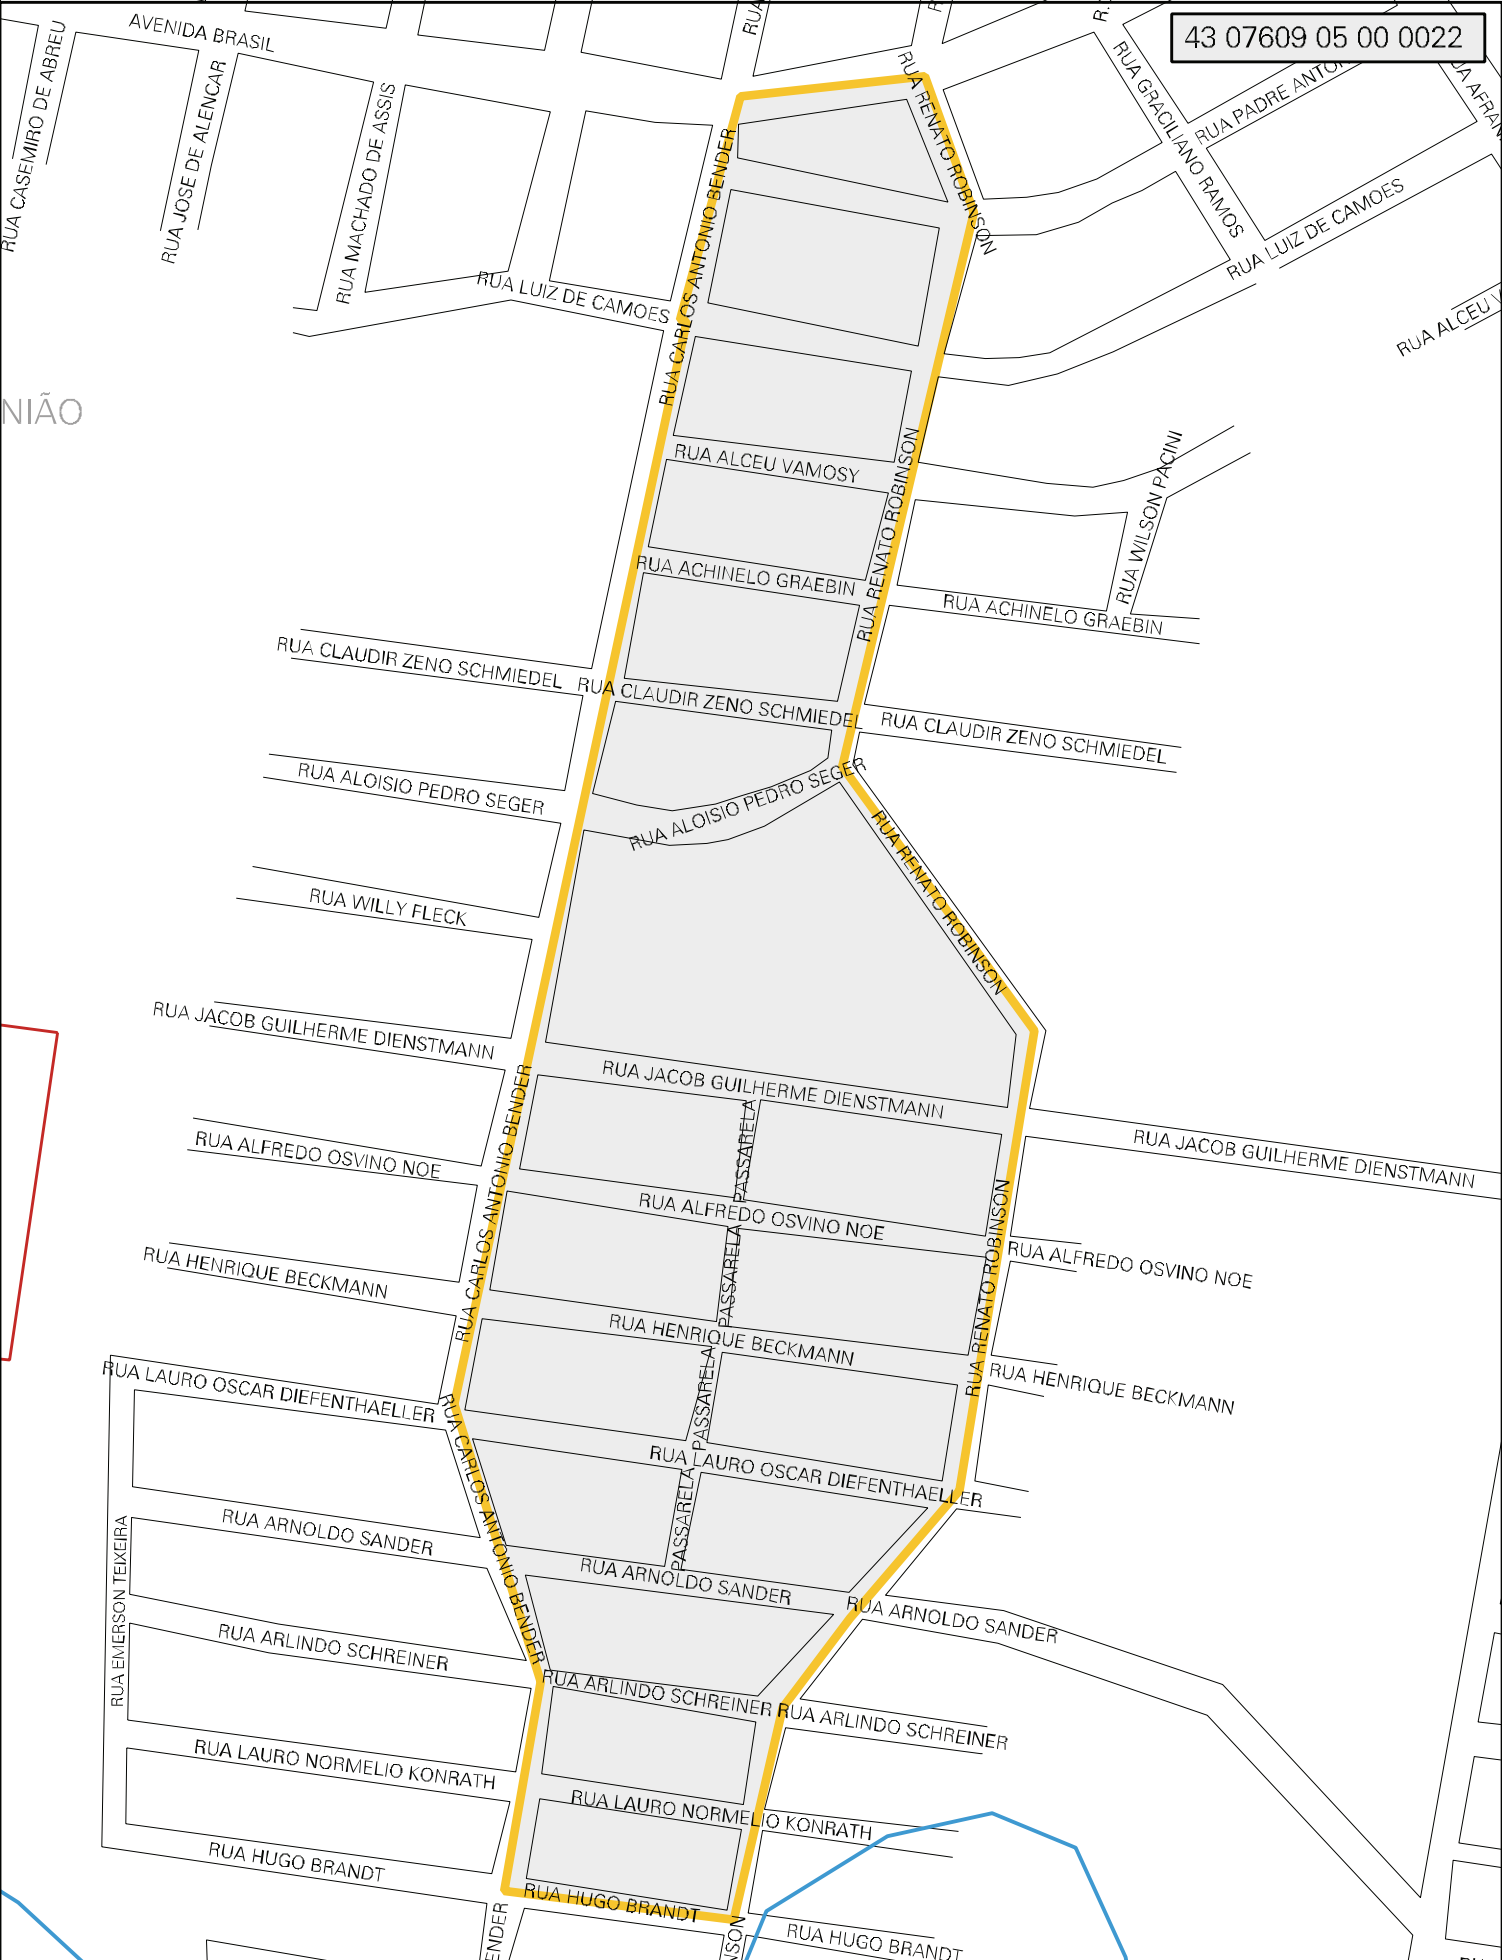 43 07609 05 00 0022
AVENIDA BRASIL
RUA CASEMIRO DE ABREU
RUA JOSE DE ALENCAR
RUA MACHADO DE ASSIS
RUA
R.
RUA RENATO ROBINSON
RUA GRACILIANO RAMOS
RUA PADRE
RUA LUIZ DE CAMOES
RUA CARLOS ANTONIO BENDER
RUA LUIZ DE CAMOES
RUA ALCEU
NIÃO
RUA ALCEU VAMOSY
RUA RENATO ROBINSON
RUA WILSON PACINI
RUA ACHINELO GRAEBIN
RUA ACHINELO GRAEBIN
RUA CLAUDIR ZENO SCHMIEDEL
RUA CLAUDIR ZENO SCHMIEDEL
RUA CLAUDIR ZENO SCHMIEDEL
RUA ALOISIO PEDRO SEGER
RUA ALOISIO PEDRO SEGER
RUA RENATO ROBINSON
RUA WILLY FLECK
RUA JACOB GUILHERME DIENSTMANN
RUA JACOB GUILHERME DIENSTMANN
RUA JACOB GUILHERME DIENSTMANN
RUA CARLOS ANTONIO BENDER
PASSARELA
RUA ALFREDO OSVINO NOE
RUA ALFREDO OSVINO NOE
RUA ALFREDO OSVINO NOE
RUA RENATO ROBINSON
PASSARELA
RUA HENRIQUE BECKMANN
RUA HENRIQUE BECKMANN
RUA HENRIQUE BECKMANN
PASSARELA
RUA LAURO OSCAR DIEFENTHAELLER
RUA LAURO OSCAR DIEFENTHAELLER
RUA CARLOS ANTONIO BENDER
PASSARELA
RUA ARNOLDO SANDER
RUA ARNOLDO SANDER
RUA ARNOLDO SANDER
RUA EMERSON TEIXEIRA
RUA ARLINDO SCHREINER
RUA ARLINDO SCHREINER
RUA ARLINDO SCHREINER
RUA LAURO NORMELIO KONRATH
RUA LAURO NORMELIO KONRATH
RUA HUGO BRANDT
RUA HUGO BRANDT
RUA HUGO BRANDT
ENDER
NSON